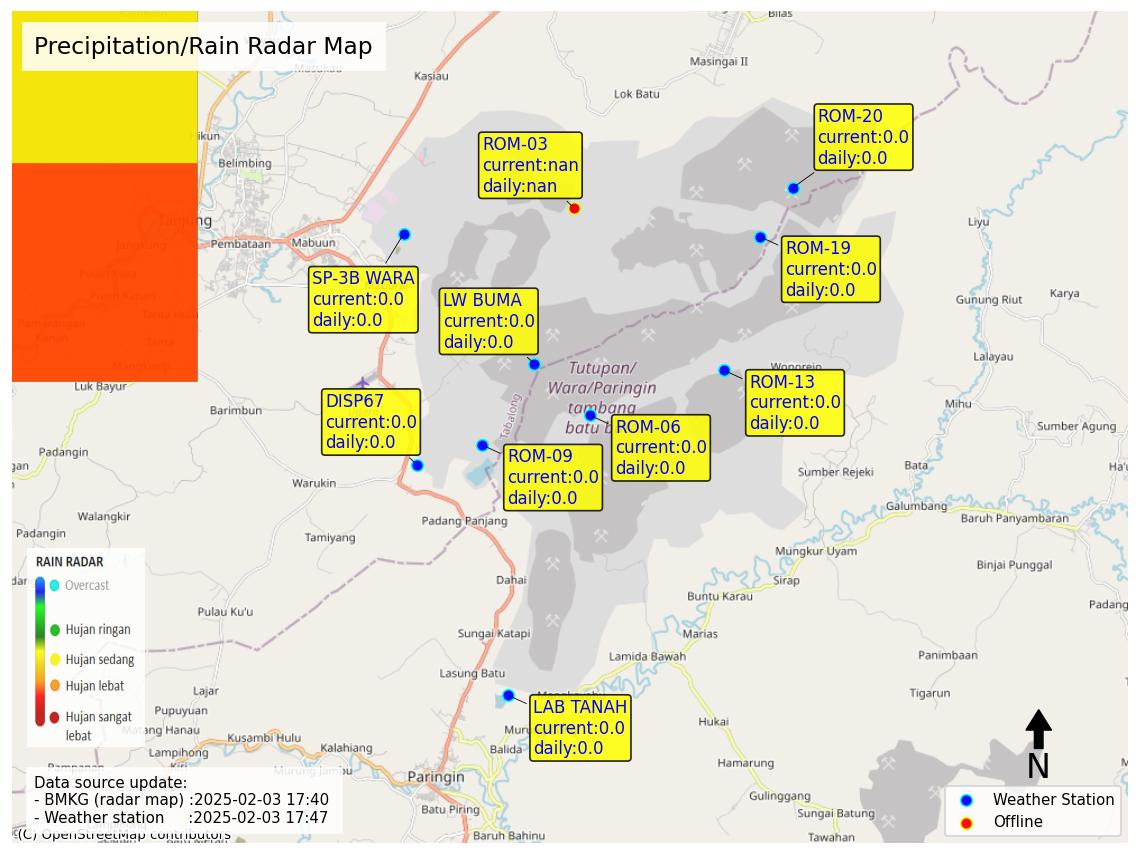 Precipitation/Rain Radar Map
Bilas
Masingai II
Kasiau
Lok Batu
Hikun
Belimbing
Tanjung
Pembataan
Mabuun
ROM-03
current:nan
daily:nan
ROM-20
current:0.0
daily:0.0
SP-3B WARA
current:0.0
daily:0.0
LW BUMA
current:0.0
daily:0.0
ROM-19
current:0.0
daily:0.0
Liyu
Gunung Riut
Karya
Lalayau
Mihu
Tutupan/
Wara/Paringin
tambang
batu
Tabalong
Wonorejo
ROM-13
current:0.0
daily:0.0
Luk Bayur
Barimbun
DISP67
current:0.0
daily:0.0
ROM-06
current:0.0
daily:0.0
ROM-09
current:0.0
daily:0.0
Sumber Agung
Bata
Sumber Rejeki
Warukin
Galumbang
Baruh Panyambaran
Walangkir
Padangin
Padang Panjang
Tamiyang
Mungkur Uyam
Binjai Punggal
Dahai
Sirap
Buntu Karau
Padang
Pulau Ku'u
Sungai Katapi
Marias
Lamida Bawah
Panimbaan
Lasung Batu
Tigarun
Lajar
Pupuyuan
Matang Hanau
Kusambi Hulu
Lampihong
Kalahiang
Hukai
Balida
LAB TANAH
current:0.0
daily:0.0
Hamarung
Paringin
Gulinggang
Batu Piring
Sungai Batung
Baruh Bahinu
Tawahan
RAIN RADAR
Overcast
Hujan ringan
Hujan sedang
Hujan lebat
Hujan sangat
lebat
Data source update:
- BMKG (radar map) :2025-02-03 17:40
- Weather station :2025-02-03 17:47
(C) OpenStreetMap contributors
N
Weather Station
Offline